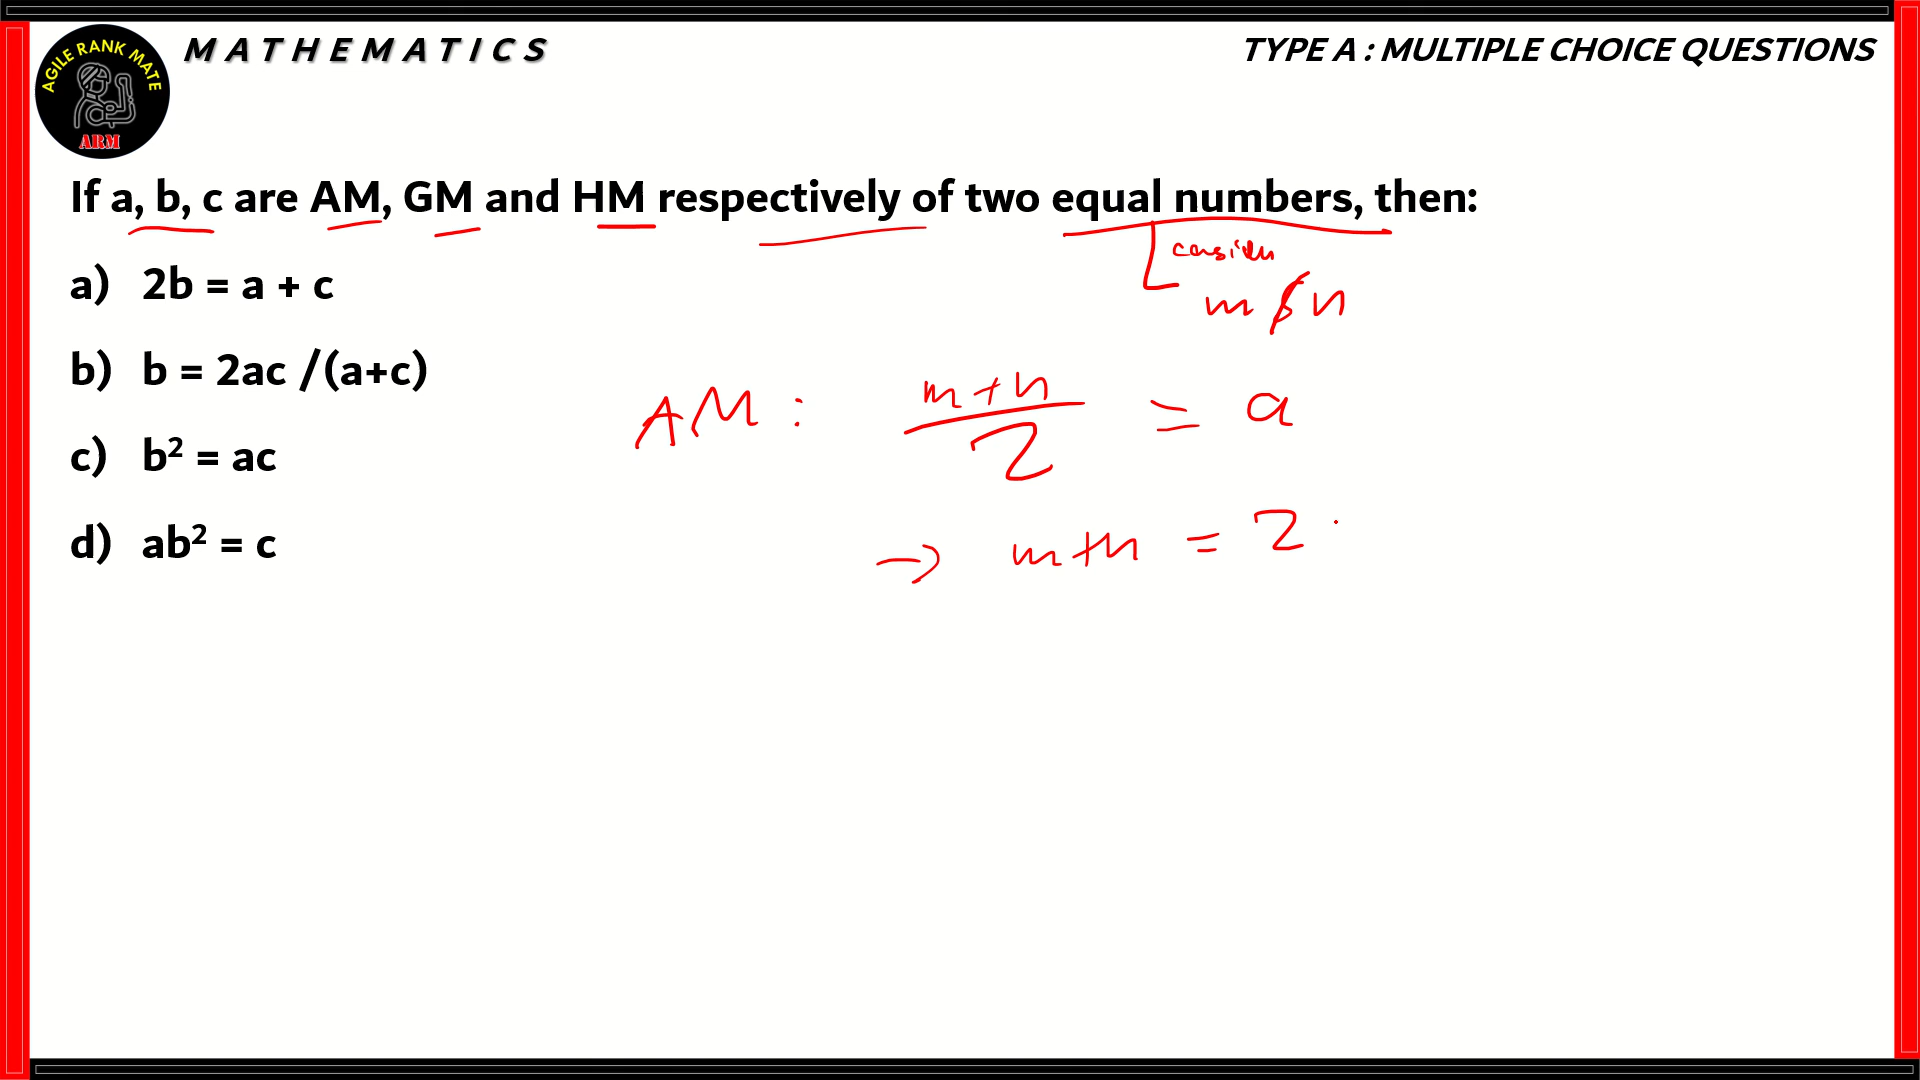 AGILE RANK MATE
ARM
MATHEMATICS
TYPE A : MULTIPLE CHOICE QUESTIONS
If a, b, c are AM, GM and HM respectively of two equal numbers, then:
a) 2b = a + c
b) b = 2ac /(a+c)
c) b² = ac
d) ab² = c
m & n
AM : m+n / 2 = a
→ m+n = 2